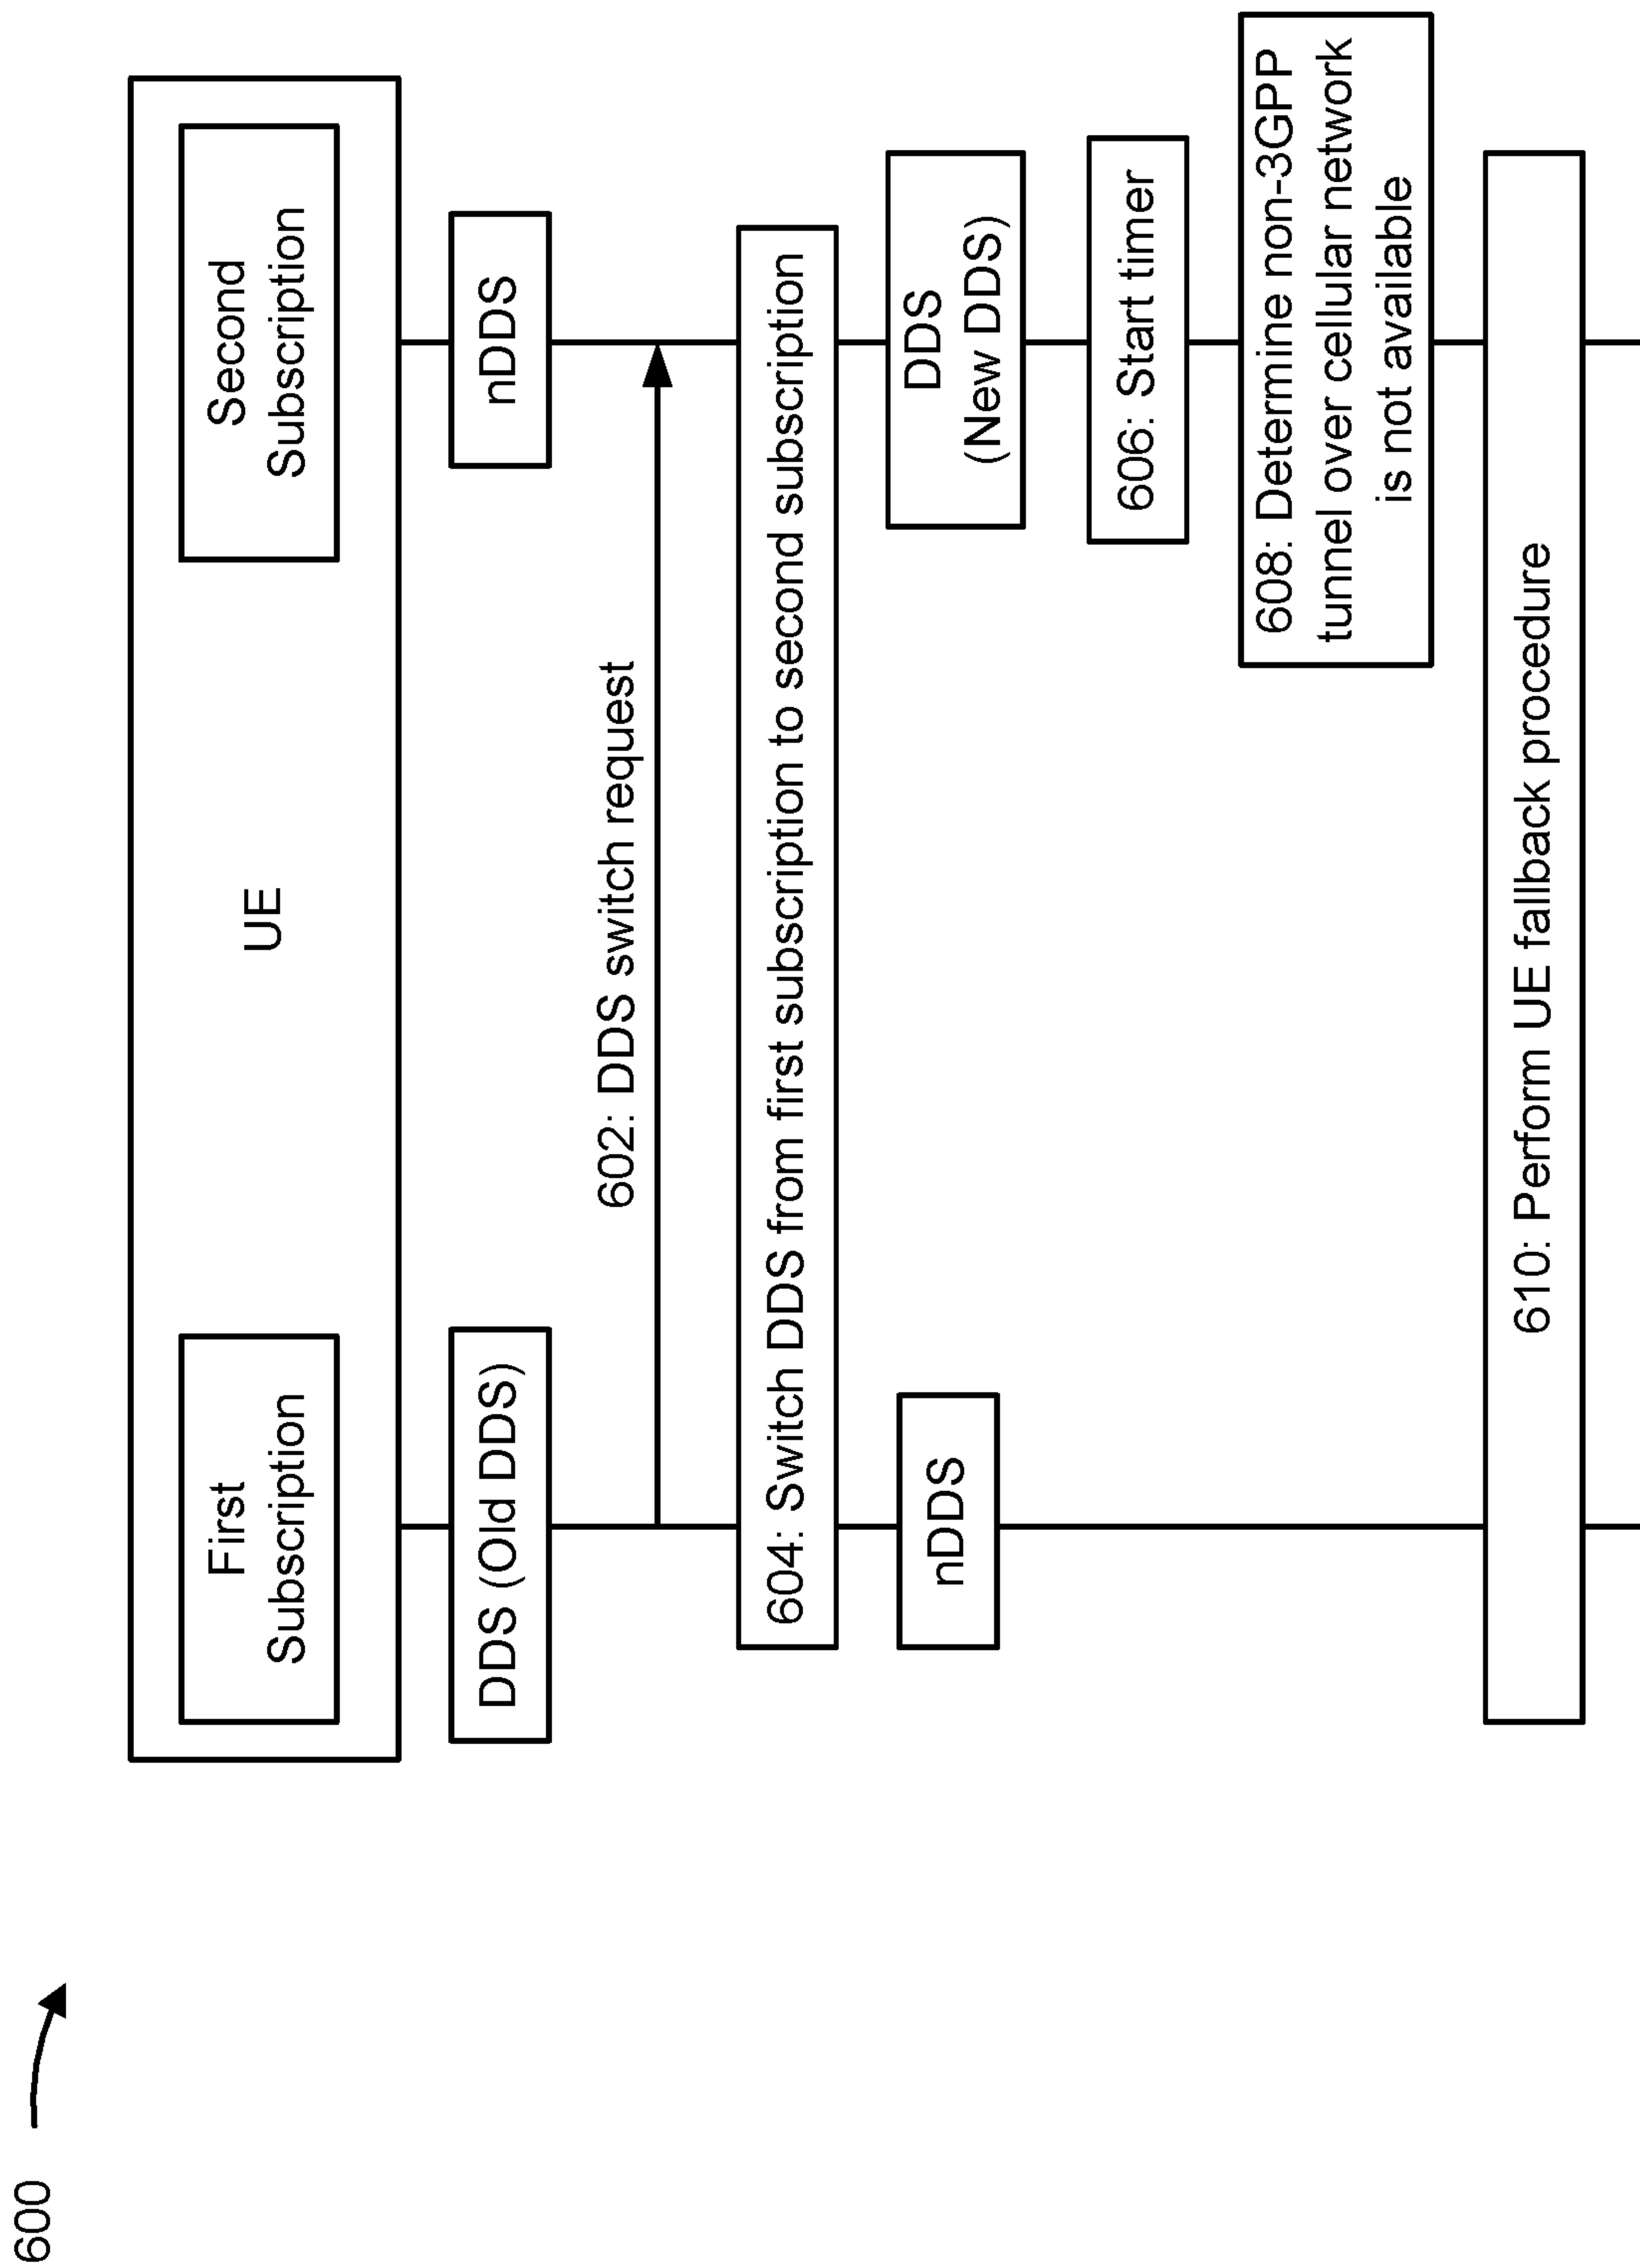 600
UE
First
Subscription
Second
Subscription
DDS (Old DDS)
nDDS
602: DDS switch request
604: Switch DDS from first subscription to second subscription
nDDS
DDS
(New DDS)
606: Start timer
608: Determine non-3GPP
tunnel over cellular network
is not available
610: Perform UE fallback procedure